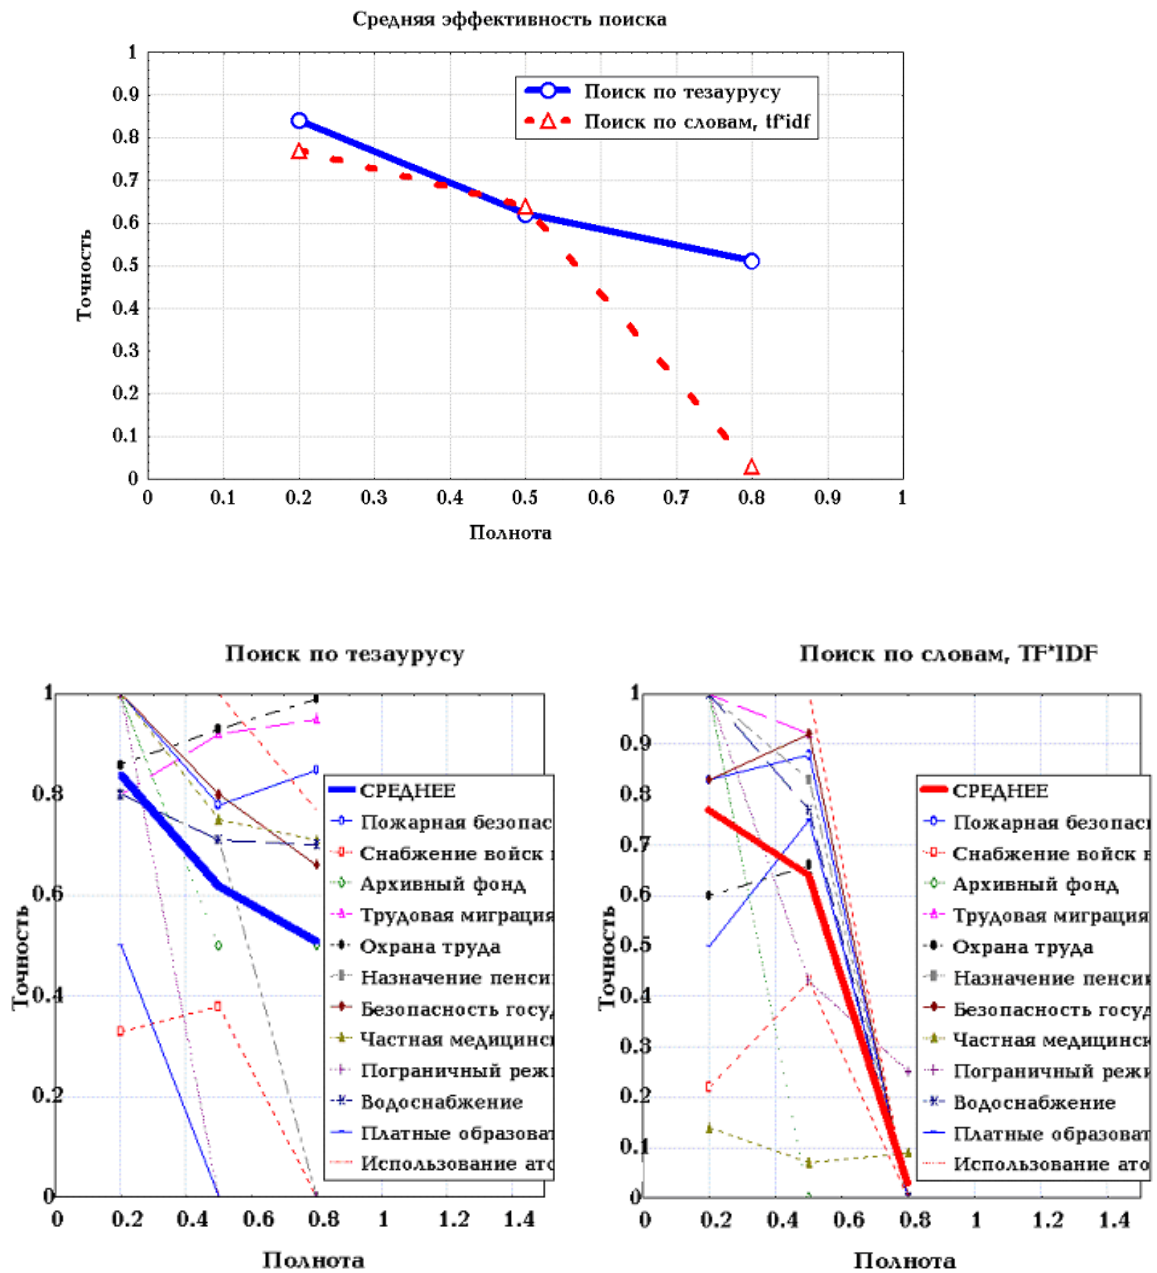 Средняя эффективность поиска
1
0.9
0.8
0.7
0.6
0.5
0.4
0.3
0.2
0.1
0
Точность
Поиск по тезаурусу
Поиск по словам, tf*idf
0 0.1 0.2 0.3 0.4 0.5 0.6 0.7 0.8 0.9 1
Полнота
Поиск по тезаурусу
1
0.8
0.6
0.4
0.2
0
Точность
СРЕДНЕЕ
Пожарная безопас
Снабжение войск
Архивный фонд
Трудовая миграция
Охрана труда
Назначение пенси
Безопасность госуд
Частная медицинс
Пограничный режи
Водоснабжение
Платные образоват
Использование ато
0 0.2 0.4 0.6 0.8 1 1.2 1.4
Полнота
Поиск по словам, TF*IDF
1
0.9
0.8
0.7
0.6
0.5
0.4
0.3
0.2
0.1
0
Точность
СРЕДНЕЕ
Пожарная безопас
Снабжение войск в
Архивный фонд
Трудовая миграция
Охрана труда
Назначение пенси
Безопасность госуд
Частная медицинск
Пограничный режи
Водоснабжение
Платные образоват
Использование ато
0 0.2 0.4 0.6 0.8 1 1.2 1.4
Полнота